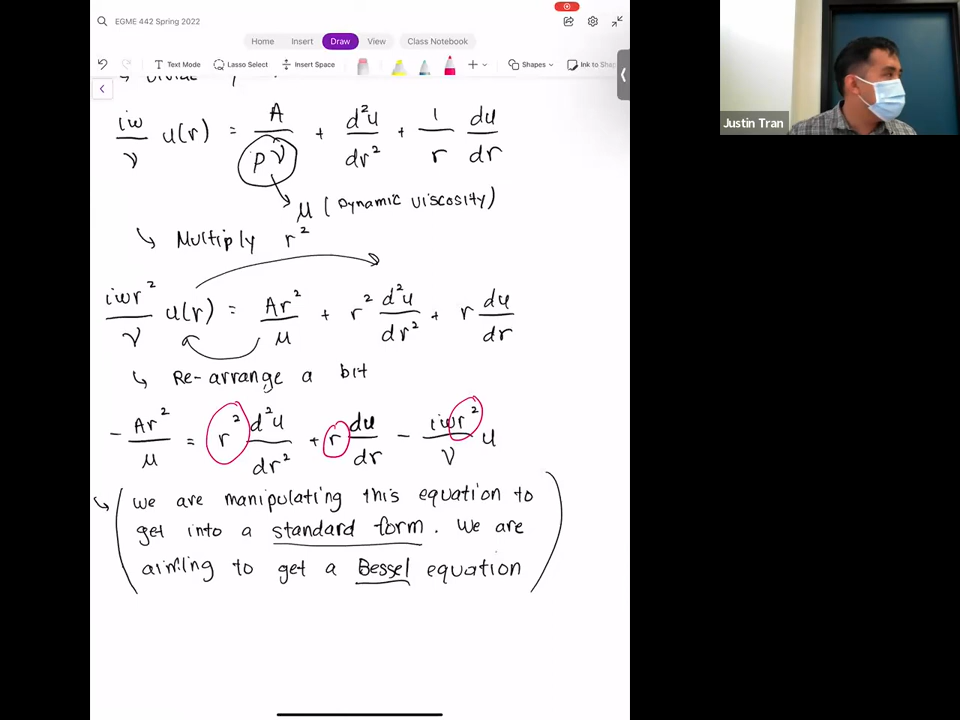 EGME 442 Spring 2022
Home Insert Draw View Class Notebook
Text Mode Lasso Select Insert Space + Shapes Ink to Shap
iω/ν u(r) = A/ρν + d²u/dr² + 1/r du/dr
μ (Dynamic viscosity)
↳ Multiply r²
iωr²/ν u(r) = Ar²/μ + r² d²u/dr² + r du/dr
↳ Re-arrange a bit
- Ar²/μ = r² d²u/dr² + r du/dr - iωr²/ν u
↳ (we are manipulating this equation to
get into a standard form. We are
aiming to get a Bessel equation)
Justin Tran